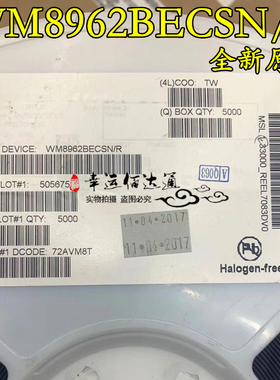 WM8962BECSN/
全新原
(4L)COO: TW
(Q) BOX QTY: 5000
DEVICE: WM8962BECSN/R
LOT#1: 505675
幸运佰达通
实物拍摄 盗图必究
A Q063
LOT#1 QTY: 5000
11•04•2017
11•04•2017
#1 DCODE: 72AVM8T
Pb
Halogen-free